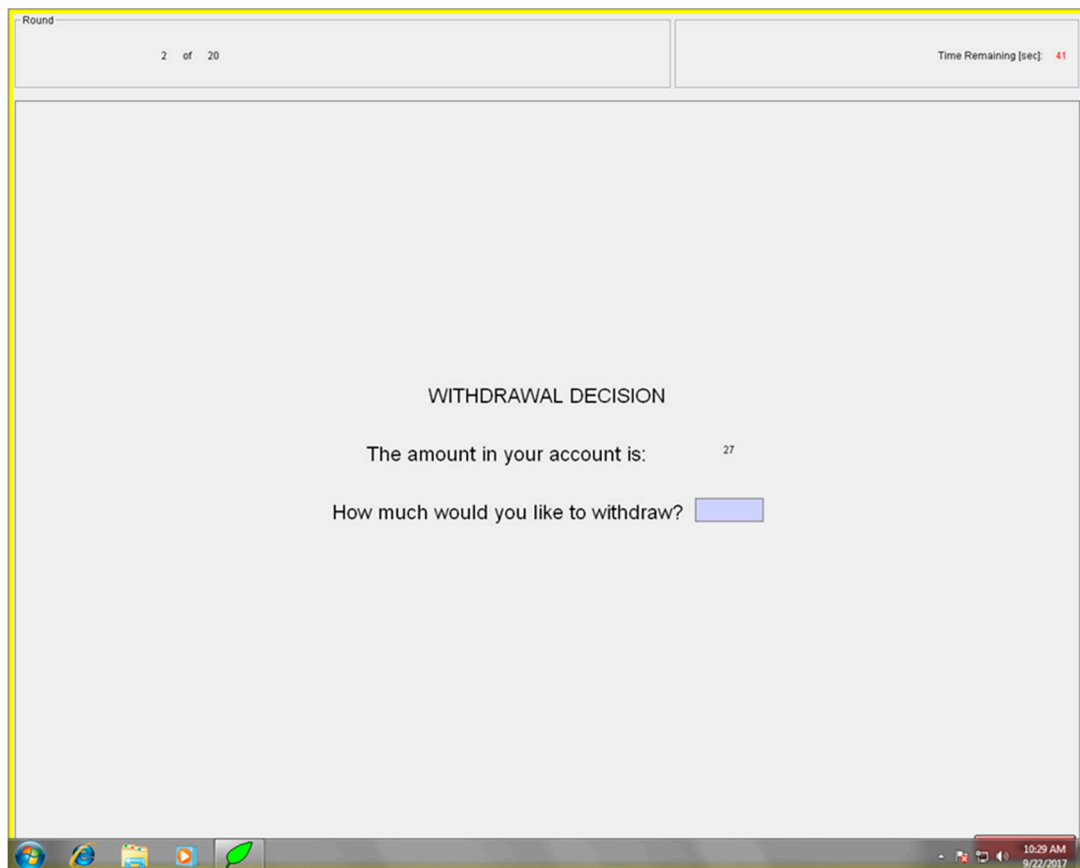 Round
2 of 20
Time Remaining [sec]: 41
WITHDRAWAL DECISION
The amount in your account is: 27
How much would you like to withdraw?
10:29 AM
9/22/2017